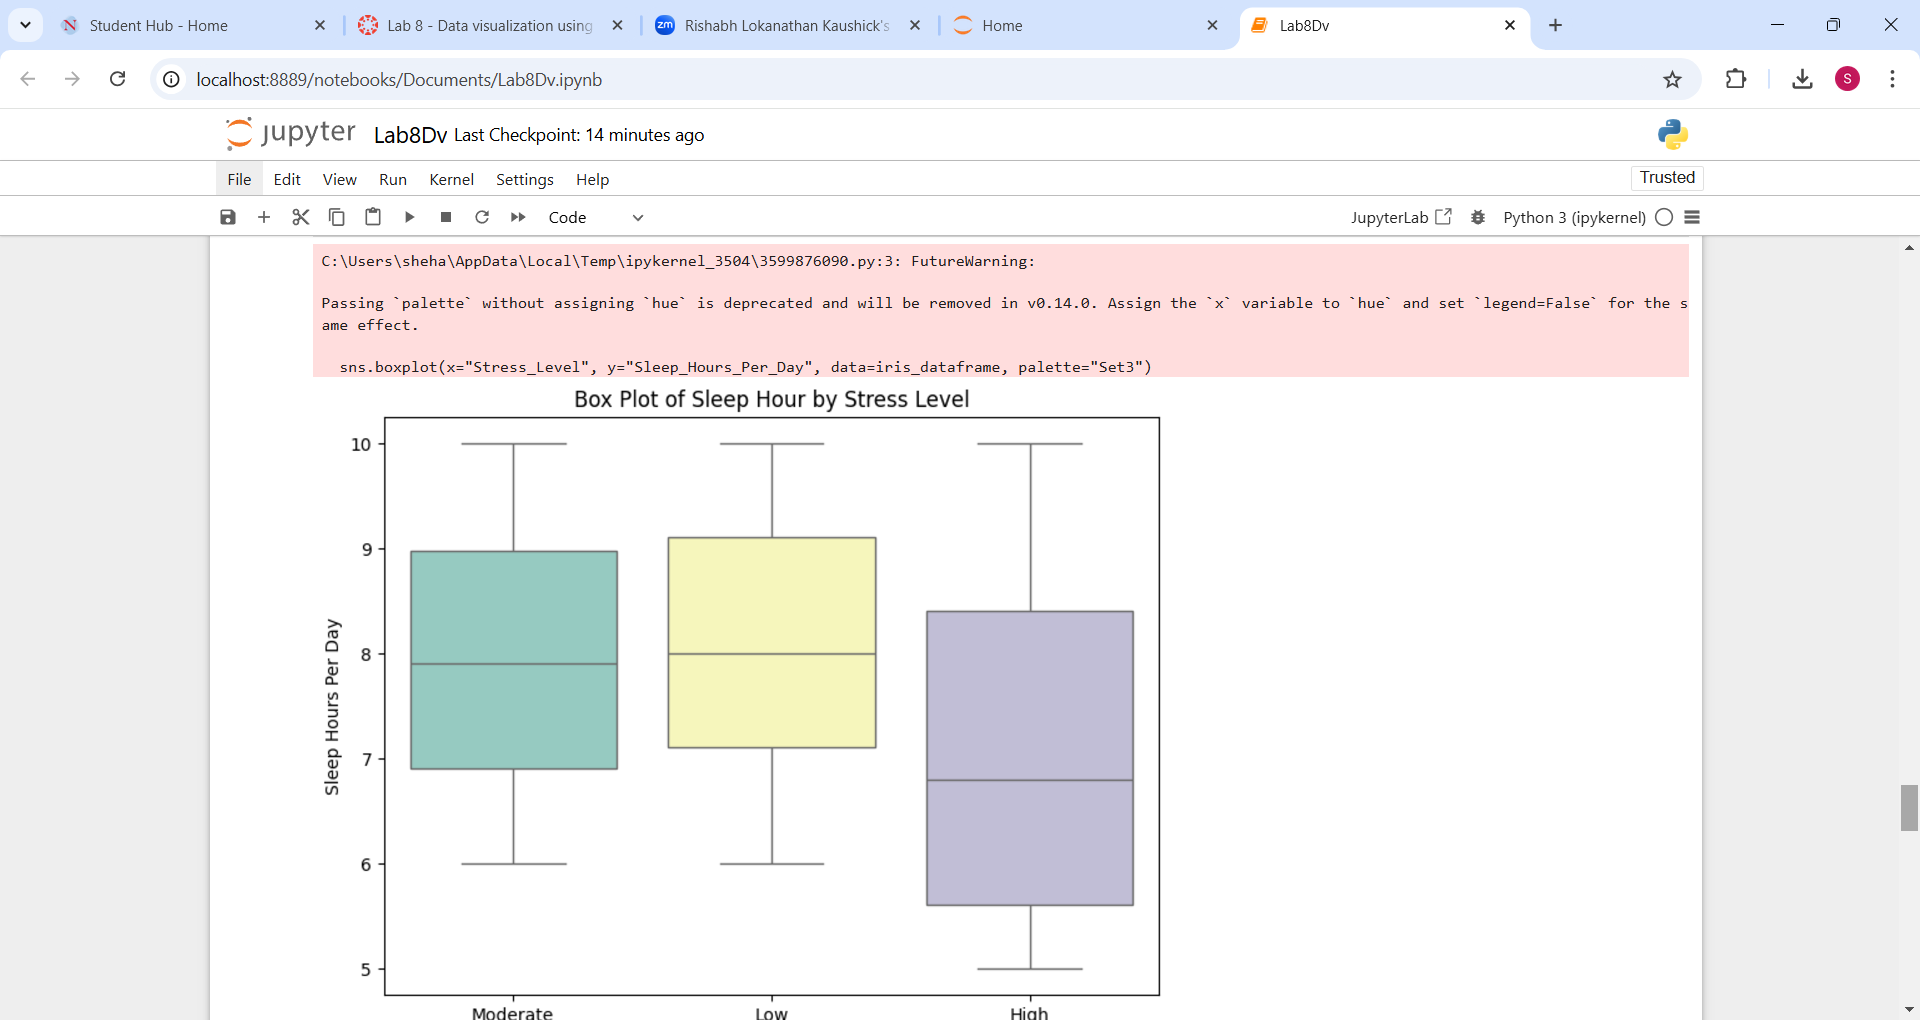 Student Hub - Home
Lab 8 - Data visualization using
zm
Rishabh Lokanathan Kaushick's
Home
Lab8Dv
localhost:8889/notebooks/Documents/Lab8Dv.ipynb
S
jupyter Lab8Dv Last Checkpoint: 14 minutes ago
File Edit View Run Kernel Settings Help
Trusted
Code
JupyterLab
Python 3 (ipykernel)
C:\Users\sheha\AppData\Local\Temp\ipykernel_3504\3599876090.py:3: FutureWarning:
Passing `palette` without assigning `hue` is deprecated and will be removed in v0.14.0. Assign the `x` variable to `hue` and set `legend=False` for the s
ame effect.
sns.boxplot(x="Stress_Level", y="Sleep_Hours_Per_Day", data=iris_dataframe, palette="Set3")
Box Plot of Sleep Hour by Stress Level
10
9
8
7
6
5
Sleep Hours Per Day
Moderate
Low
High